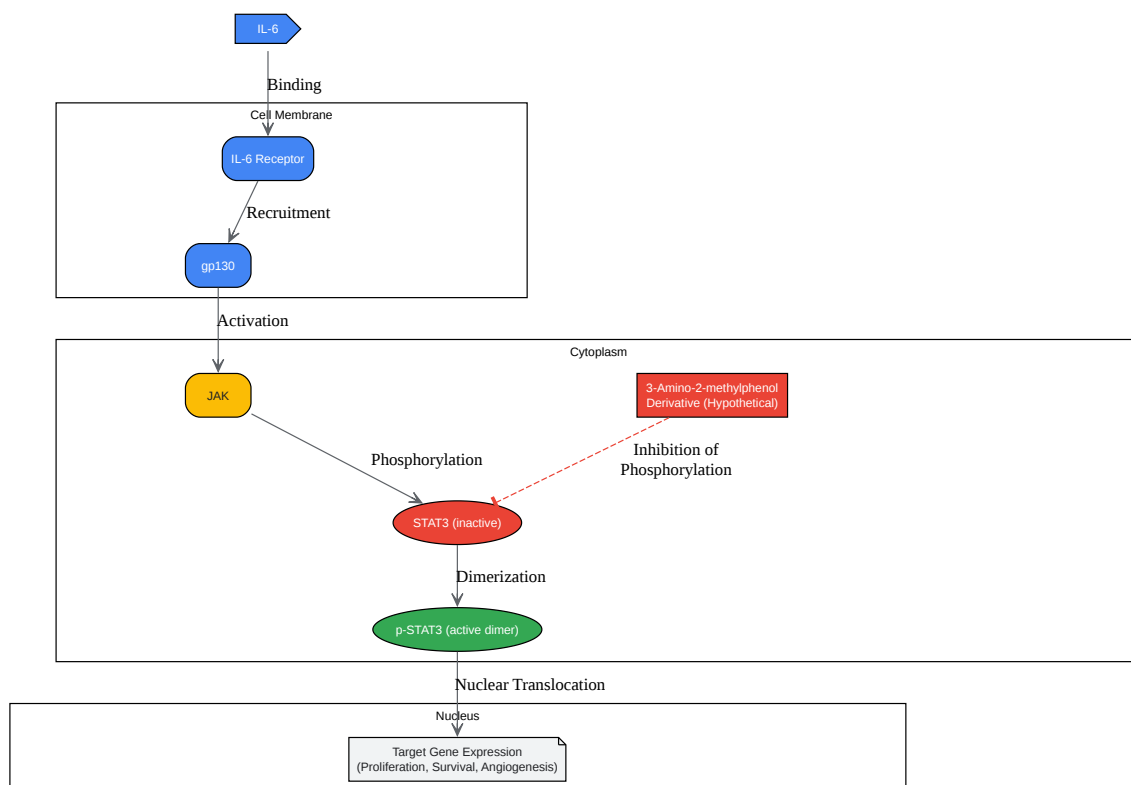 IL-6
Binding
Cell Membrane
IL-6 Receptor
Recruitment
gp130
Activation
Cytoplasm
JAK
3-Amino-2-methylphenol
Derivative (Hypothetical)
Phosphorylation
Inhibition of
Phosphorylation
STAT3 (inactive)
Dimerization
p-STAT3 (active dimer)
Nuclear Translocation
Nucleus
Target Gene Expression
(Proliferation, Survival, Angiogenesis)